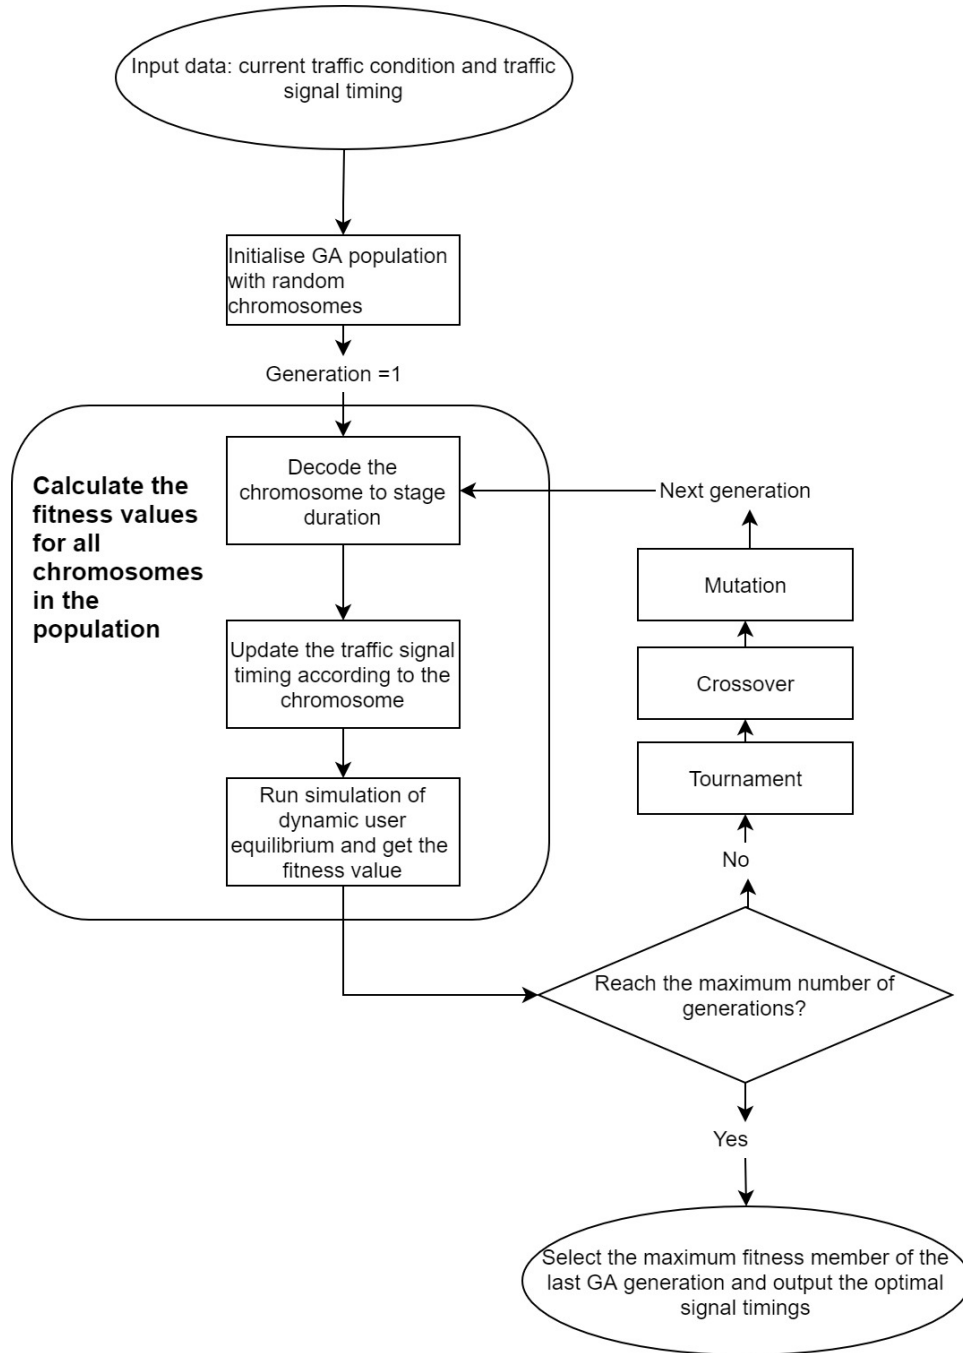 Input data: current traffic condition and traffic
signal timing
Initialise GA population
with random
chromosomes
Generation =1
Calculate the
fitness values
for all
chromosomes
in the
population
Decode the
chromosome to stage
duration
Update the traffic signal
timing according to the
chromosome
Run simulation of
dynamic user
equilibrium and get the
fitness value
Next generation
Mutation
Crossover
Tournament
No
Reach the maximum number of
generations?
Yes
Select the maximum fitness member of the
last GA generation and output the optimal
signal timings